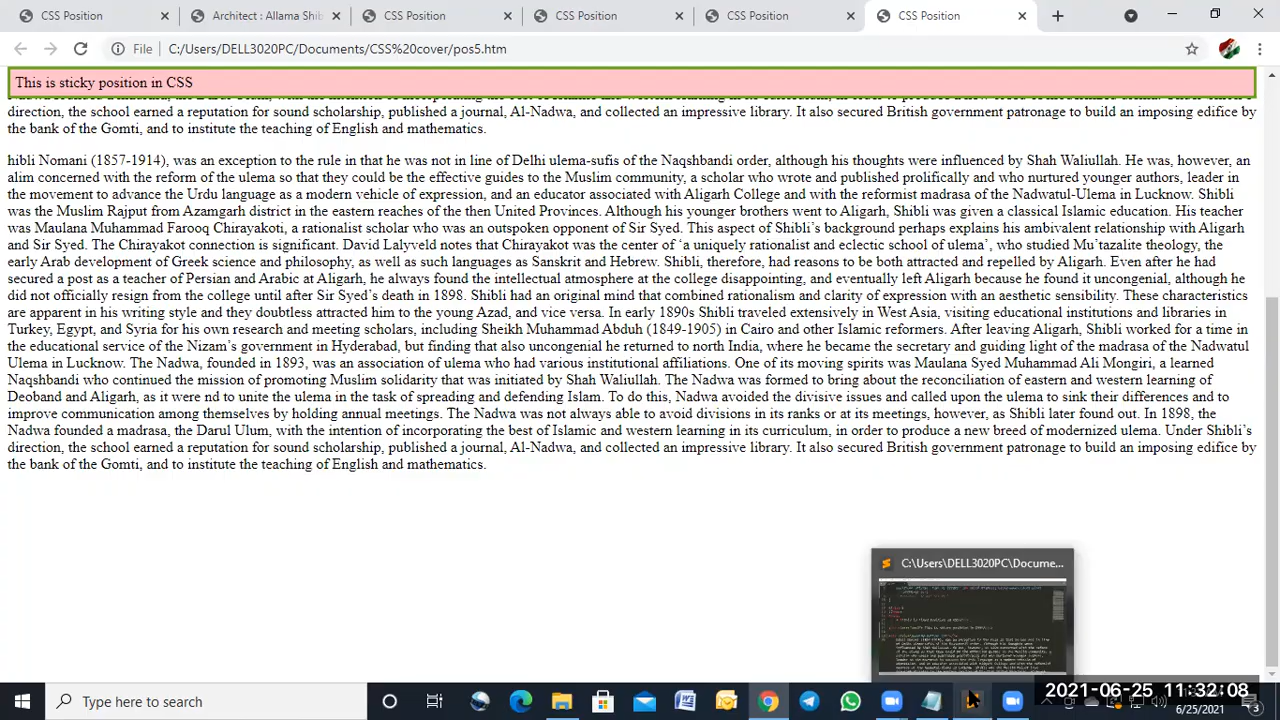 CSS Position
Architect : Allama Shib
CSS Position
CSS Position
CSS Position
CSS Position
File
C:/Users/DELL3020PC/Documents/CSS%20cover/pos5.htm
This is sticky position in CSS
direction, the school earned a reputation for sound scholarship, published a journal, Al-Nadwa, and collected an impressive library. It also secured British government patronage to build an imposing edifice by
the bank of the Gomti, and to institute the teaching of English and mathematics.
hibli Nomani (1857-1914), was an exception to the rule in that he was not in line of Delhi ulema-sufis of the Naqshbandi order, although his thoughts were influenced by Shah Waliullah. He was, however, an
alim concerned with the reform of the ulema so that they could be the effective guides to the Muslim community, a scholar who wrote and published prolifically and who nurtured younger authors, leader in
the movement to advance the Urdu language as a modern vehicle of expression, and an educator associated with Aligarh College and with the reformist madrasa of the Nadwatul-Ulema in Lucknow. Shibli
was the Muslim Rajput from Azamgarh district in the eastern reaches of the then United Provinces. Although his younger brothers went to Aligarh, Shibli was given a classical Islamic education. His teacher
was Maulana Muhammad Farooq Chirayakoti, a rationalist scholar who was an outspoken opponent of Sir Syed. This aspect of Shibli’s background perhaps explains his ambivalent relationship with Aligarh
and Sir Syed. The Chirayakot connection is significant. David Lalyveld notes that Chirayakot was the center of ‘a uniquely rationalist and eclectic school of ulema’, who studied Mu’tazalite theology, the
early Arab development of Greek science and philosophy, as well as such languages as Sanskrit and Hebrew. Shibli, therefore, had reasons to be both attracted and repelled by Aligarh. Even after he had
secured a post as a teacher of Persian and Arabic at Aligarh, he always found the intellectual atmosphere at the college disappointing, and eventually left Aligarh because he found it uncongenial, although he
did not officially resign from the college until after Sir Syed’s death in 1898. Shibli had an original mind that combined rationalism and clarity of expression with an aesthetic sensibility. These characteristics
are apparent in his writing style and they doubtless attracted him to the young Azad, and vice versa. In early 1890s Shibli traveled extensively in West Asia, visiting educational institutions and libraries in
Turkey, Egypt, and Syria for his own research and meeting scholars, including Sheikh Muhammad Abduh (1849-1905) in Cairo and other Islamic reformers. After leaving Aligarh, Shibli worked for a time in
the educational service of the Nizam’s government in Hyderabad, but finding that also uncongenial he returned to north India, where he became the secretary and guiding light of the madrasa of the Nadwatul
Ulema in Lucknow. The Nadwa, founded in 1893, was an association of ulema who had various institutional affiliations. One of its moving spirits was Maulana Syed Muhammad Ali Mongiri, a learned
Naqshbandi who continued the mission of promoting Muslim solidarity that was initiated by Shah Waliullah. The Nadwa was formed to bring about the reconciliation of eastern and western learning of
Deoband and Aligarh, as it were nd to unite the ulema in the task of spreading and defending Islam. To do this, Nadwa avoided the divisive issues and called upon the ulema to sink their differences and to
improve communication among themselves by holding annual meetings. The Nadwa was not always able to avoid divisions in its ranks or at its meetings, however, as Shibli later found out. In 1898, the
Nadwa founded a madrasa, the Darul Ulum, with the intention of incorporating the best of Islamic and western learning in its curriculum, in order to produce a new breed of modernized ulema. Under Shibli’s
direction, the school earned a reputation for sound scholarship, published a journal, Al-Nadwa, and collected an impressive library. It also secured British government patronage to build an imposing edifice by
the bank of the Gomti, and to institute the teaching of English and mathematics.
C:\Users\DELL3020PC\Docume...
Type here to search
2021-06-25 11:32:08
6/25/2021
3